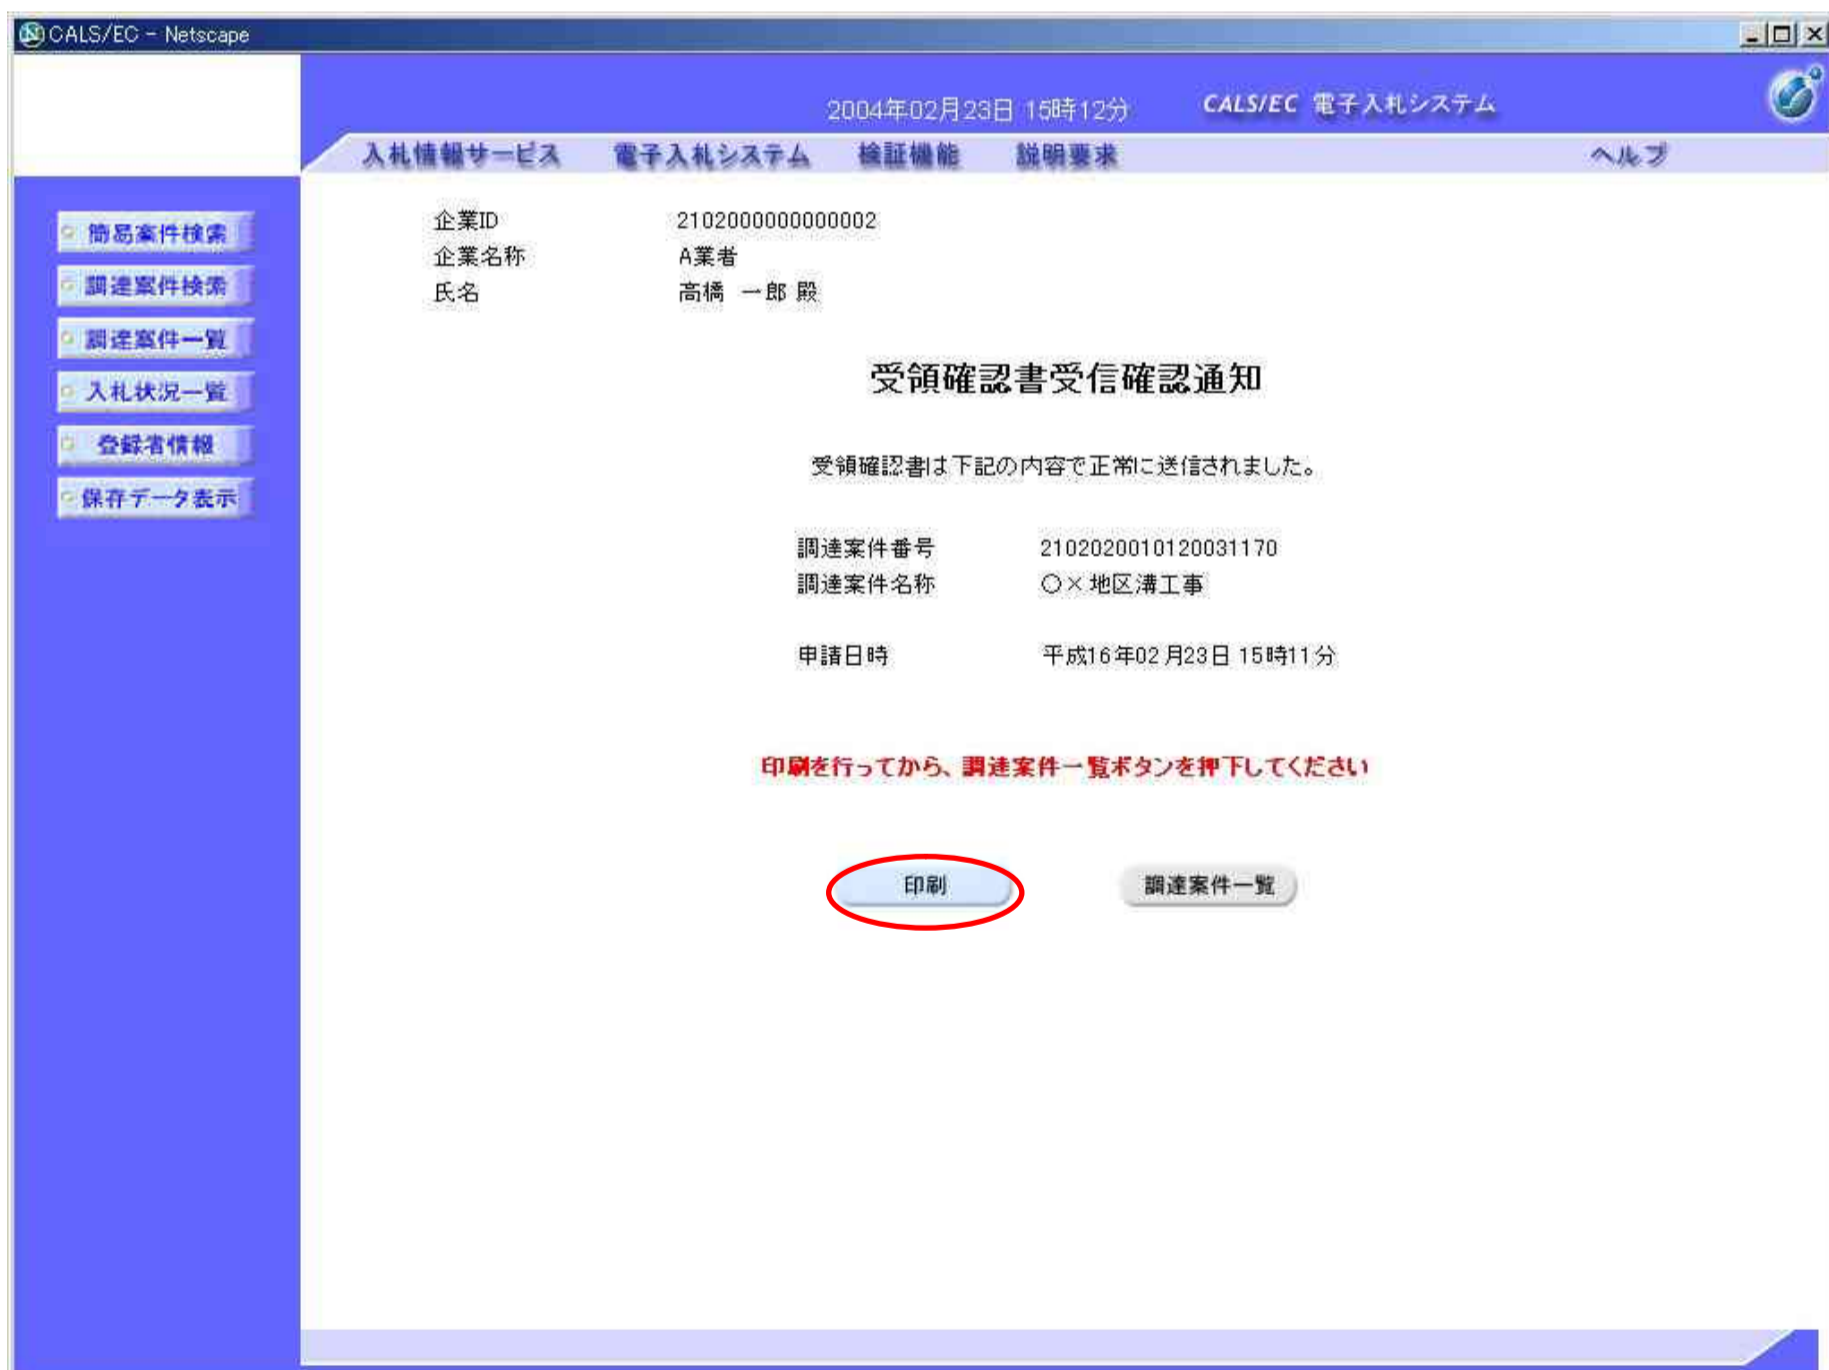 CALS/EC - Netscape
2004年02月23日 15時12分 CALS/EC 電子入札システム
入札情報サービス 電子入札システム 検証機能 説明要求 ヘルプ
簡易案件検索
調達案件検索
調達案件一覧
入札状況一覧
登録者情報
保存データ表示
企業ID 2102000000000002
企業名称 A業者
氏名 高橋 一郎 殿
受領確認書受信確認通知
受領確認書は下記の内容で正常に送信されました。
調達案件番号 2102020010120031170
調達案件名称 〇×地区溝工事
申請日時 平成16年02月23日 15時11分
印刷を行ってから、調達案件一覧ボタンを押下してください
印刷 調達案件一覧